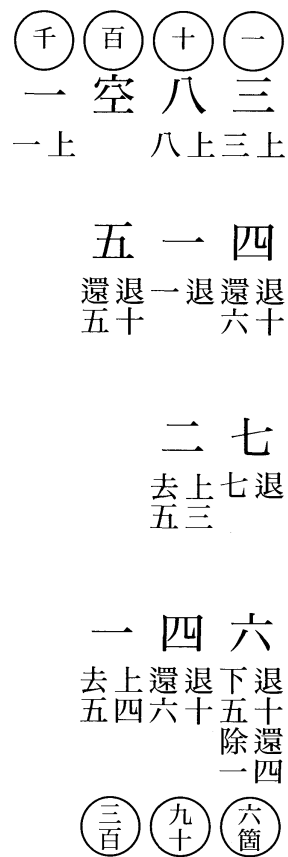 千 百 十 一
一 空 八 三
上一 上八 上三
五 一 四
退十還五 退一 退十還六
二 七
上三去五 退七
一 四 六
上四去五 退十還六 退十還四下五除一
三百 九十 六箇